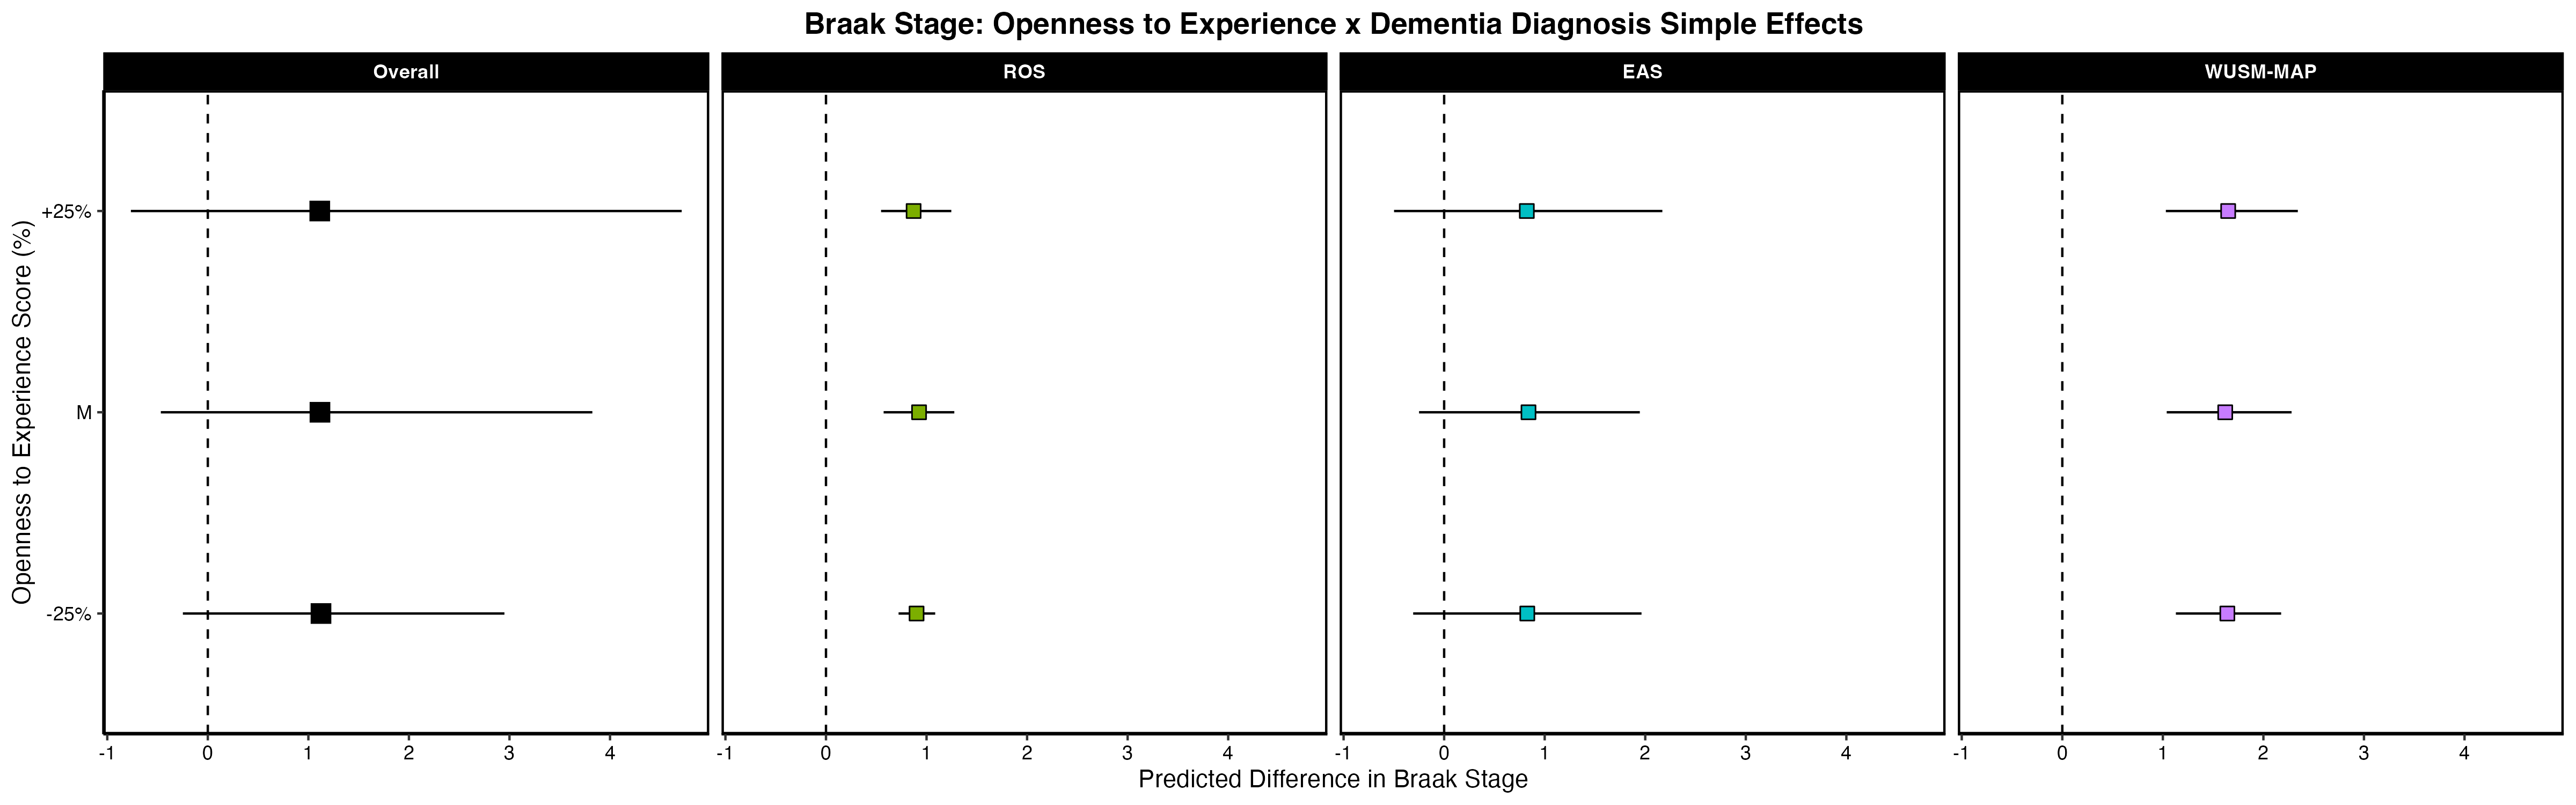 Braak Stage: Openness to Experience x Dementia Diagnosis Simple Effects
Overall
ROS
EAS
WUSM-MAP
Openness to Experience Score (%)
+25%
M
-25%
-1 0 1 2 3 4
-1 0 1 2 3 4
-1 0 1 2 3 4
-1 0 1 2 3 4
Predicted Difference in Braak Stage